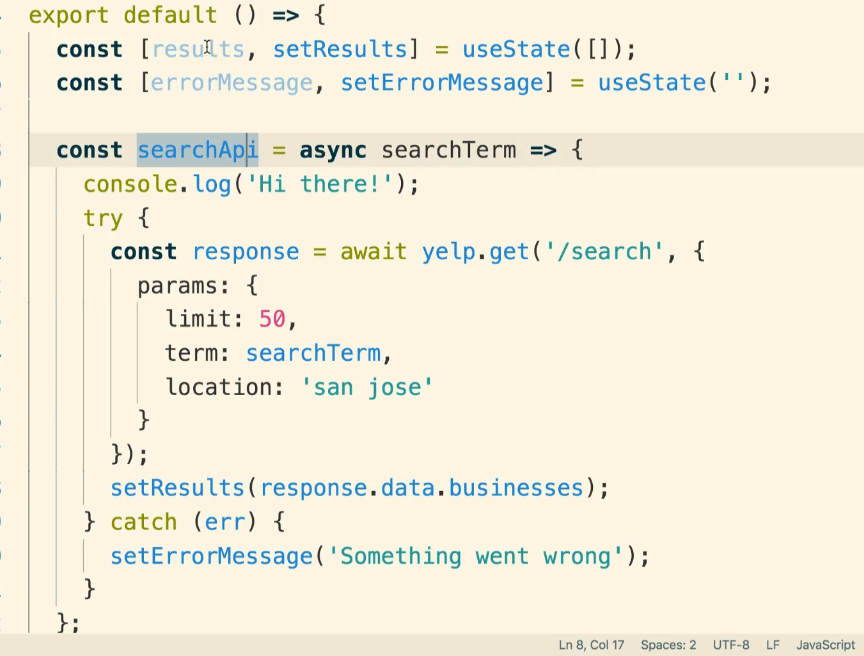 export default () => {
const [results, setResults] = useState([]);
const [errorMessage, setErrorMessage] = useState('');
const searchApi = async searchTerm => {
console.log('Hi there!');
try {
const response = await yelp.get('/search', {
params: {
limit: 50,
term: searchTerm,
location: 'san jose'
}
});
setResults(response.data.businesses);
} catch (err) {
setErrorMessage('Something went wrong');
}
};
Ln 8, Col 17 Spaces: 2 UTF-8 LF JavaScript